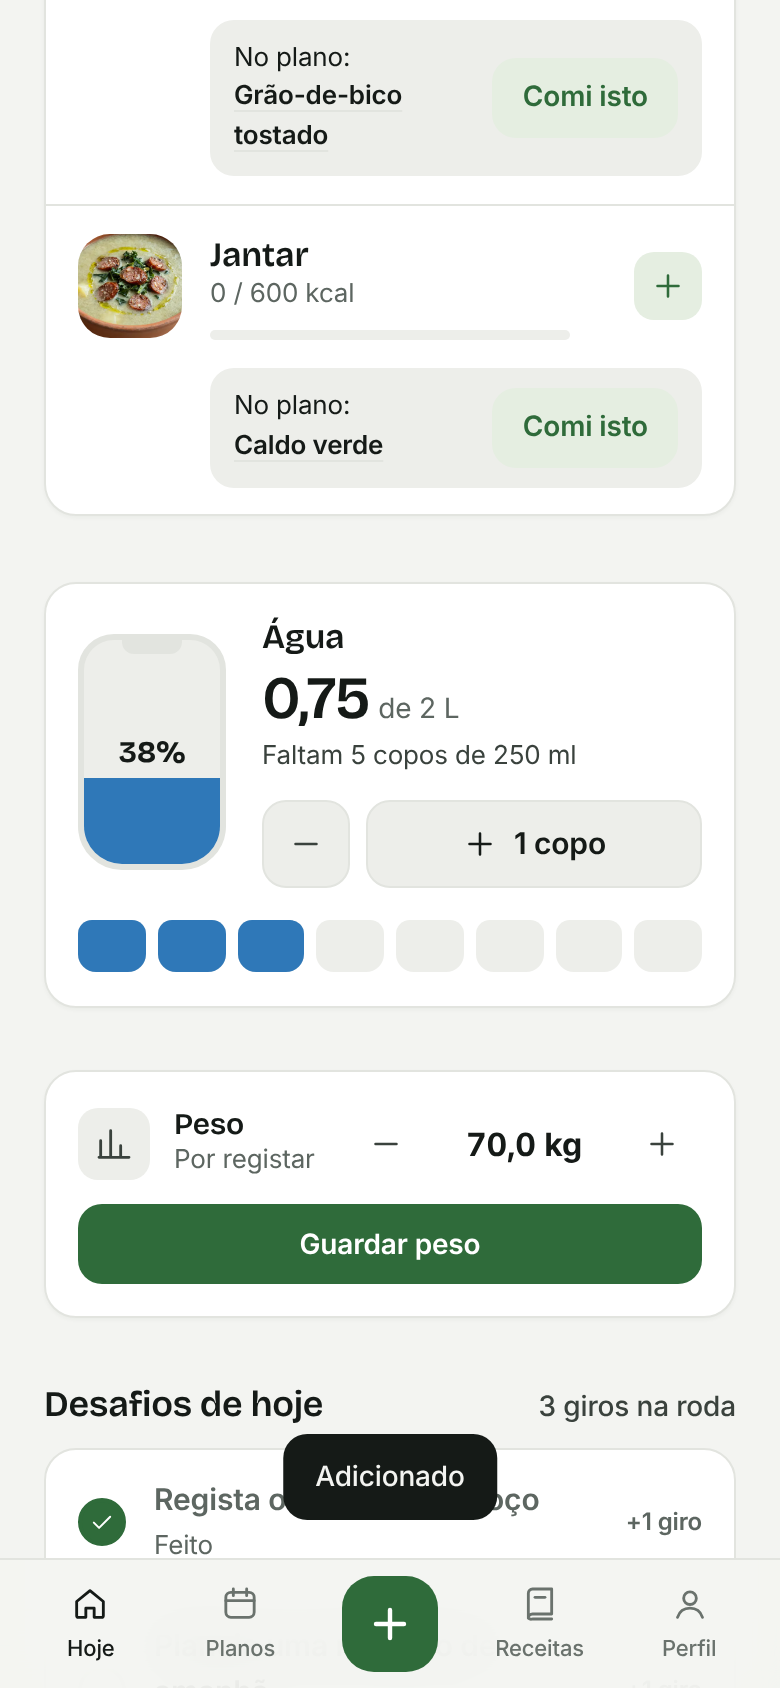 No plano:
Grão-de-bico
tostado
Comi isto
Jantar
0 / 600 kcal
No plano:
Caldo verde
Comi isto
Água
0,75 de 2 L
Faltam 5 copos de 250 ml
38%
1 copo
Peso
Por registar
70,0 kg
Guardar peso
Desafios de hoje
3 giros na roda
Adicionado
Regista o
oço
Feito
+1 giro
Hoje
Planos
Receitas
Perfil